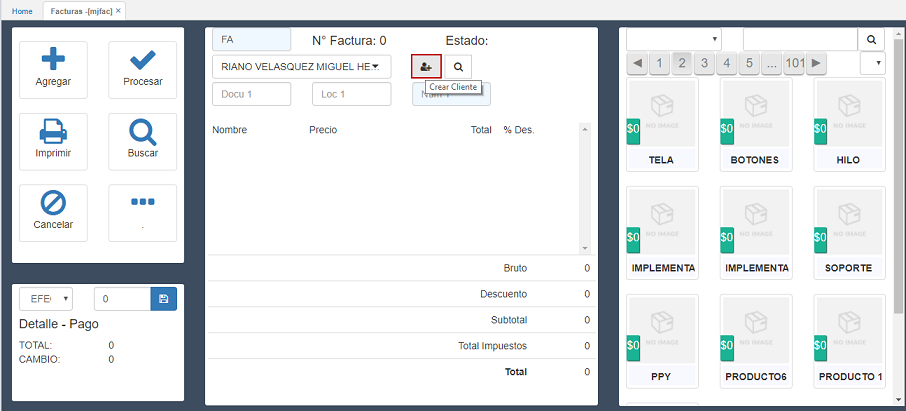 Home
Facturas -[mjfac] ×
Agregar
Procesar
Imprimir
Buscar
Cancelar
.
EFE
0
Detalle - Pago
TOTAL: 0
CAMBIO: 0
FA
N° Factura: 0
Estado:
RIANO VELASQUEZ MIGUEL HE...
Crear Cliente
Docu 1
Loc 1
Nombre Precio Total % Des.
Bruto 0
Descuento 0
Subtotal 0
Total Impuestos 0
Total 0
1 2 3 4 5 ... 101
NO IMAGE NO IMAGE NO IMAGE
$0 $0 $0
TELA BOTONES HILO
NO IMAGE NO IMAGE NO IMAGE
$0 $0 $0
IMPLEMENTA IMPLEMENTA SOPORTE
NO IMAGE NO IMAGE NO IMAGE
$0 $0 $0
PPY PRODUCTO6 PRODUCTO 1